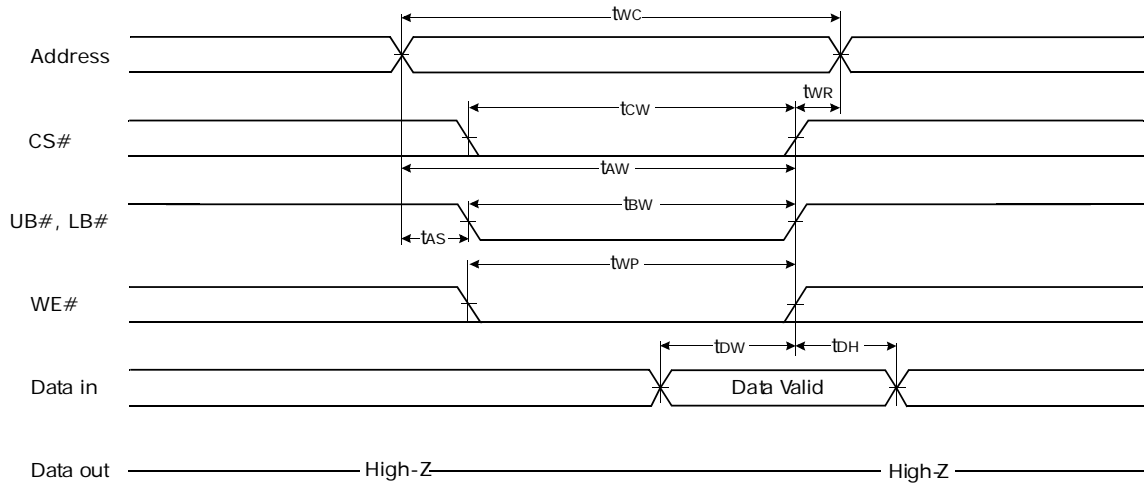 tWC
Address
tWR
tCW
CS#
tAW
UB#, LB#
tBW
tAS
tWP
WE#
tDW
tDH
Data in
Data Valid
Data out
High-Z
High-Z